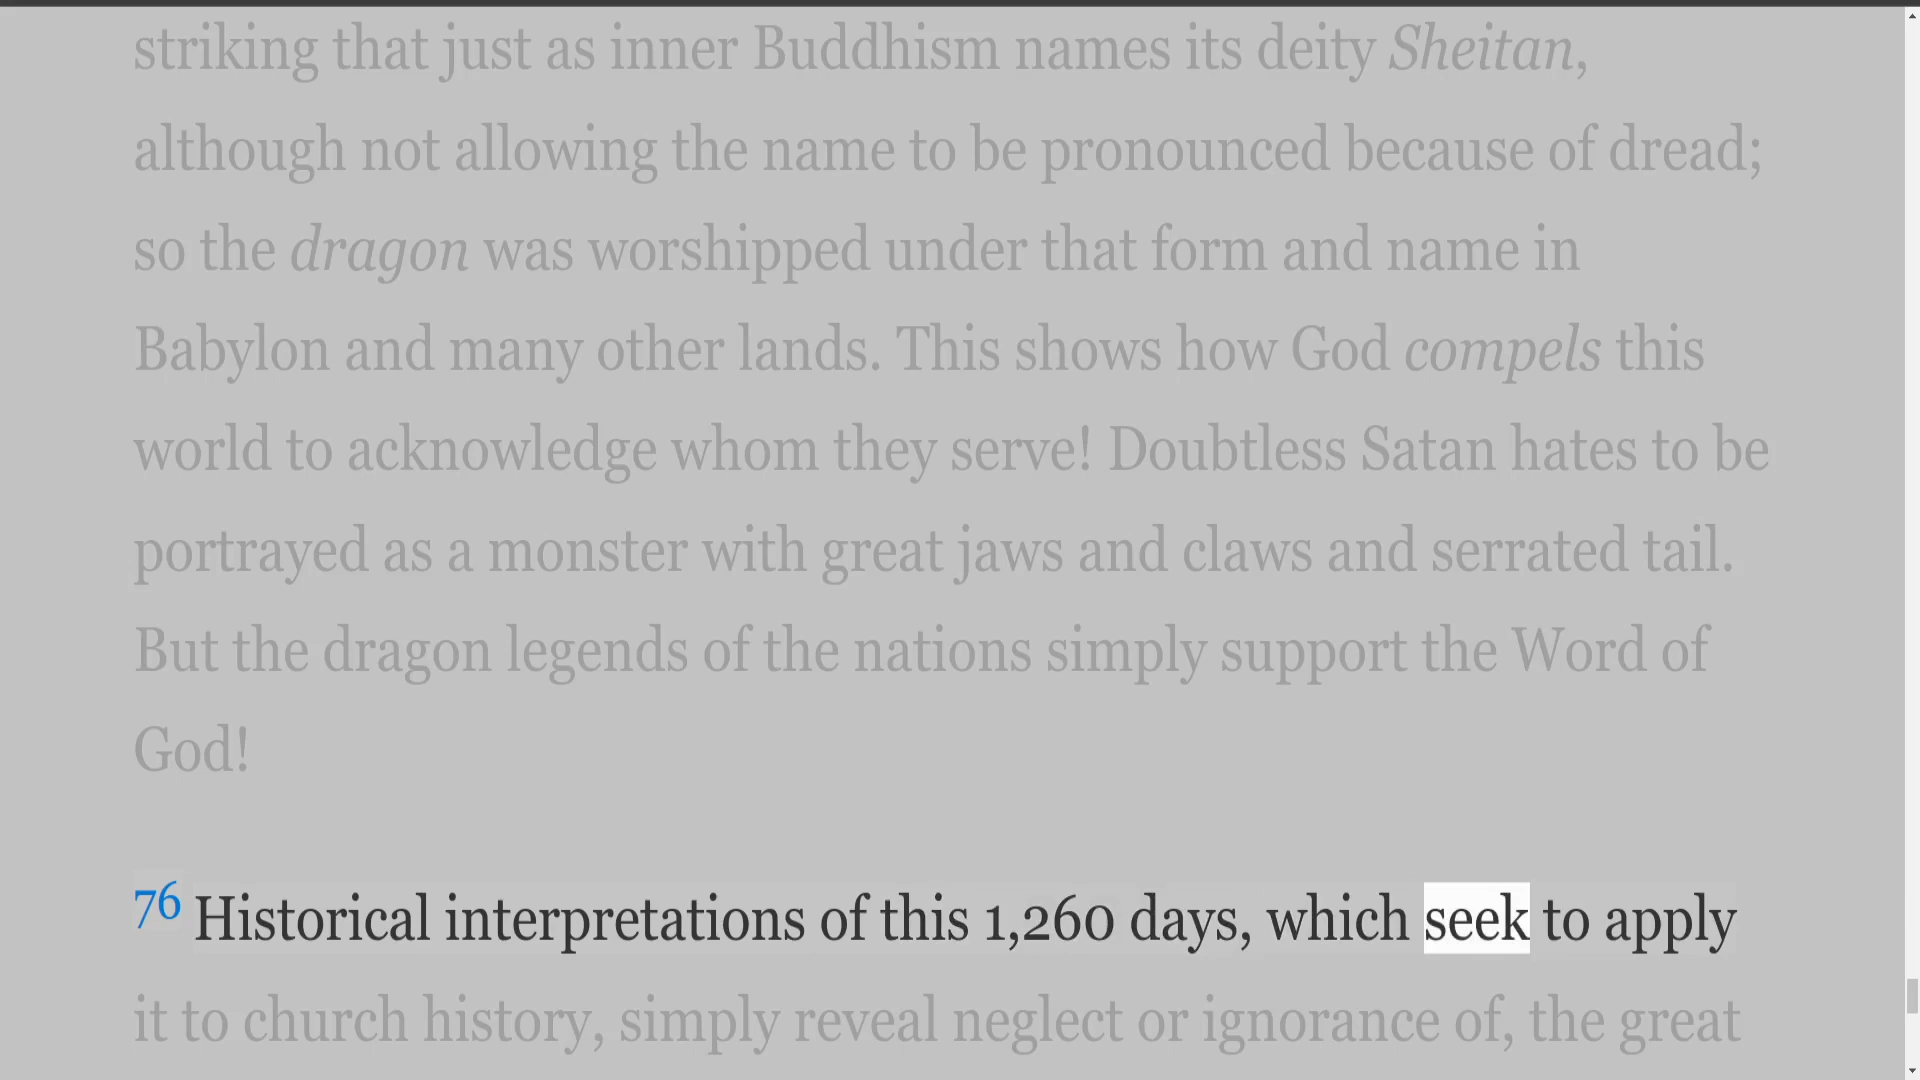 striking that just as inner Buddhism names its deity Sheitan,
although not allowing the name to be pronounced because of dread;
so the dragon was worshipped under that form and name in
Babylon and many other lands. This shows how God compels this
world to acknowledge whom they serve! Doubtless Satan hates to be
portrayed as a monster with great jaws and claws and serrated tail.
But the dragon legends of the nations simply support the Word of
God!
76 Historical interpretations of this 1,260 days, which seek to apply
it to church history, simply reveal neglect or ignorance of, the great